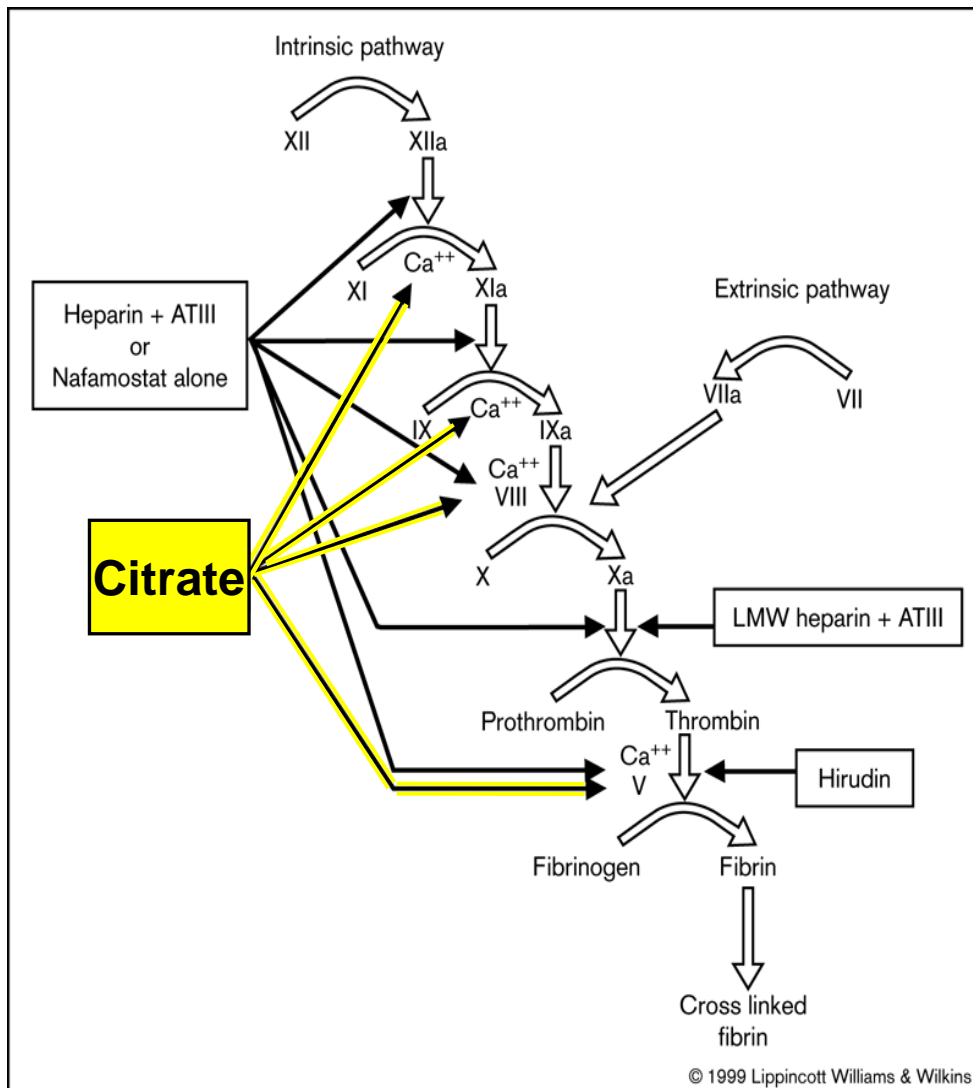 Intrinsic pathway
XII
XIIa
XI
Ca++
XIa
Heparin + ATIII
or
Nafamostat alone
Extrinsic pathway
VIIa
VII
IX
Ca++
IXa
Ca++
VIII
Citrate
X
Xa
LMW heparin + ATIII
Prothrombin
Thrombin
Ca++
V
Hirudin
Fibrinogen
Fibrin
Cross linked
fibrin
© 1999 Lippincott Williams & Wilkins